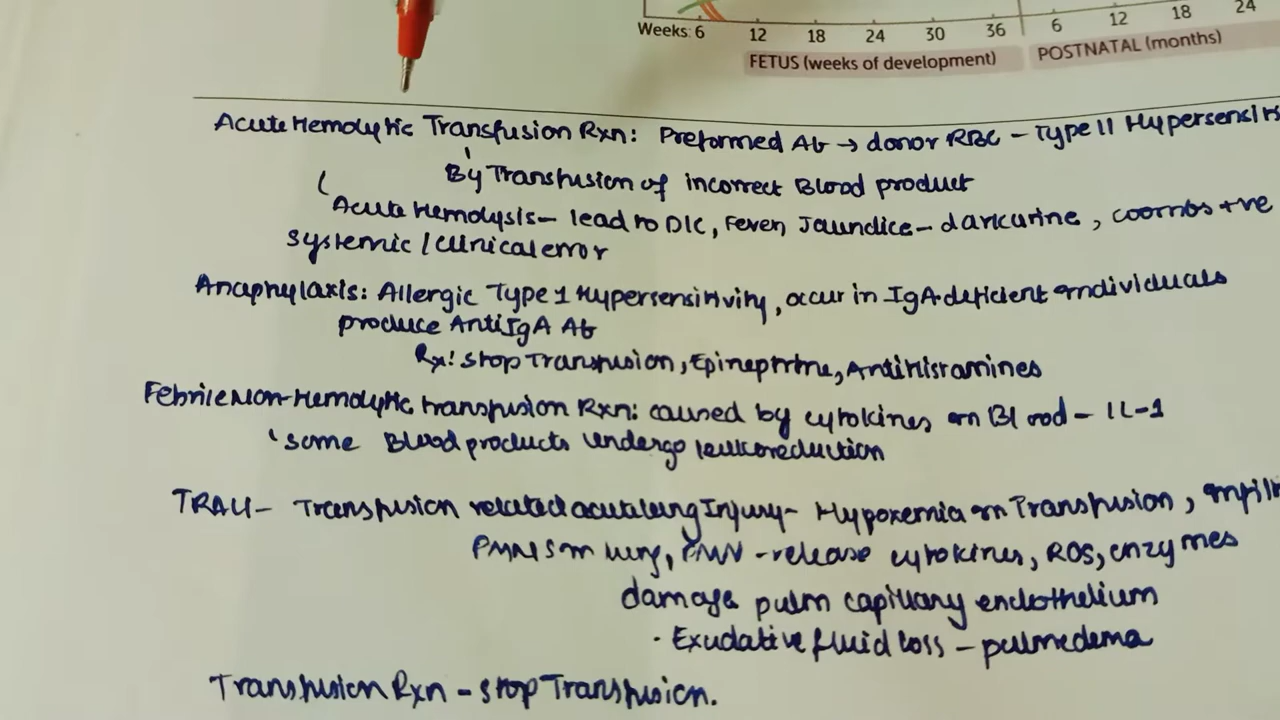 Weeks: 6 12 18 24 30 36 6 12 18 24
FETUS (weeks of development) POSTNATAL (months)
Acute Hemolytic Transfusion Rxn: Preformed Ab → donor RBC - Type II Hypersensi
By Transfusion of incorrect Blood product
Acute Hemolysis - lead to DIC, Fever, Jaundice - dark urine, coombs +ve
Systemic / clinical error
Anaphylaxis: Allergic Type 1 Hypersensitivity, occur in IgA deficient individuals
produce Anti IgA Ab
Rx: Stop Transfusion, Epinephrine, Antihistamines
Febrile Non-Hemolytic transfusion Rxn: caused by cytokines in Blood - IL-1
some Blood products undergo leukoreduction
TRALI - Transfusion related acute lung Injury - Hypoxemia in Transfusion,
PMNs in lung, PMN - release cytokines, ROS, enzymes
damage pulm capillary endothelium
· Exudative fluid loss - pulmedema
Transfusion Rxn - stop Transfusion.